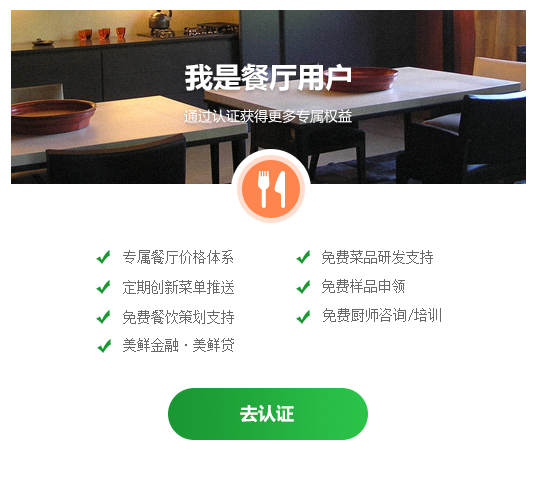 我是餐厅用户
通过认证获得更多专属权益
专属餐厅价格体系
免费菜品研发支持
定期创新菜单推送
免费样品申领
免费餐饮策划支持
免费厨师咨询/培训
美鲜金融·美鲜贷
去认证